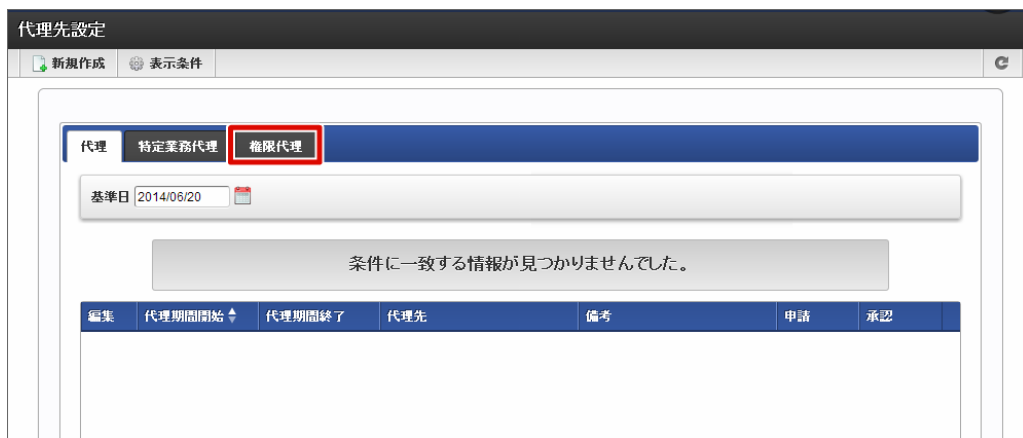 代理先設定
新規作成 表示条件
代理 特定業務代理 権限代理
基準日 2014/06/20
条件に一致する情報が見つかりませんでした。
編集 代理期間開始 代理期間終了 代理先 備考 申請 承認